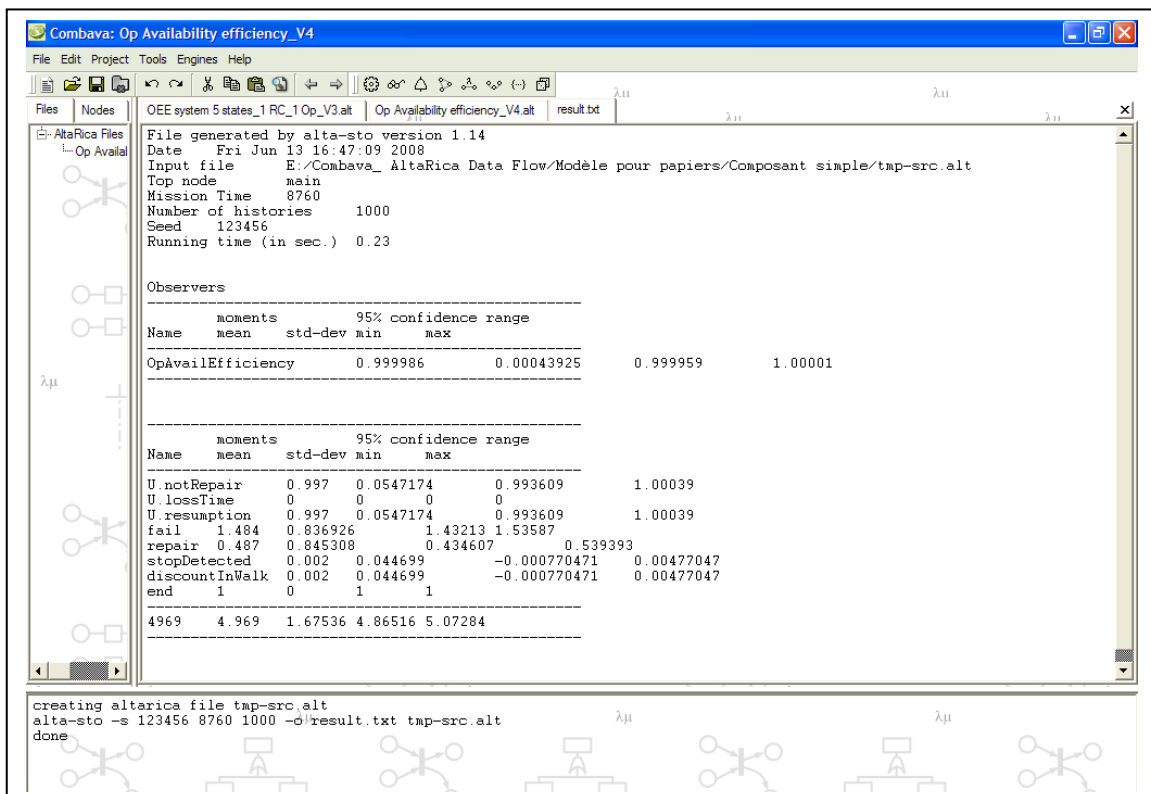 Combava: Op Availability efficiency_V4
File Edit Project Tools Engines Help
λμ λμ
Files Nodes OEE system 5 states_1 RC_1 Op_V3.alt Op Availability efficiency_V4.alt result.txt
AltaRica Files
Op Availal
File generated by alta-sto version 1.14
Date Fri Jun 13 16:47:09 2008
Input file E:/Combava_ AltaRica Data Flow/Modèle pour papiers/Composant simple/tmp-src.alt
Top node main
Mission Time 8760
Number of histories 1000
Seed 123456
Running time (in sec.) 0.23
Observers
moments 95% confidence range
Name mean std-dev min max
OpAvailEfficiency 0.999986 0.00043925 0.999959 1.00001
λμ
moments 95% confidence range
Name mean std-dev min max
U.notRepair 0.997 0.0547174 0.993609 1.00039
U.lossTime 0 0 0 0
U.resumption 0.997 0.0547174 0.993609 1.00039
fail 1.484 0.836926 1.43213 1.53587
repair 0.487 0.845308 0.434607 0.539393
stopDetected 0.002 0.044699 -0.000770471 0.00477047
discountInWalk 0.002 0.044699 -0.000770471 0.00477047
end 1 0 1 1
4969 4.969 1.67536 4.86516 5.07284
creating altarica file tmp-src.alt
alta-sto -s 123456 8760 1000 -o result.txt tmp-src.alt
done
λμ λμ